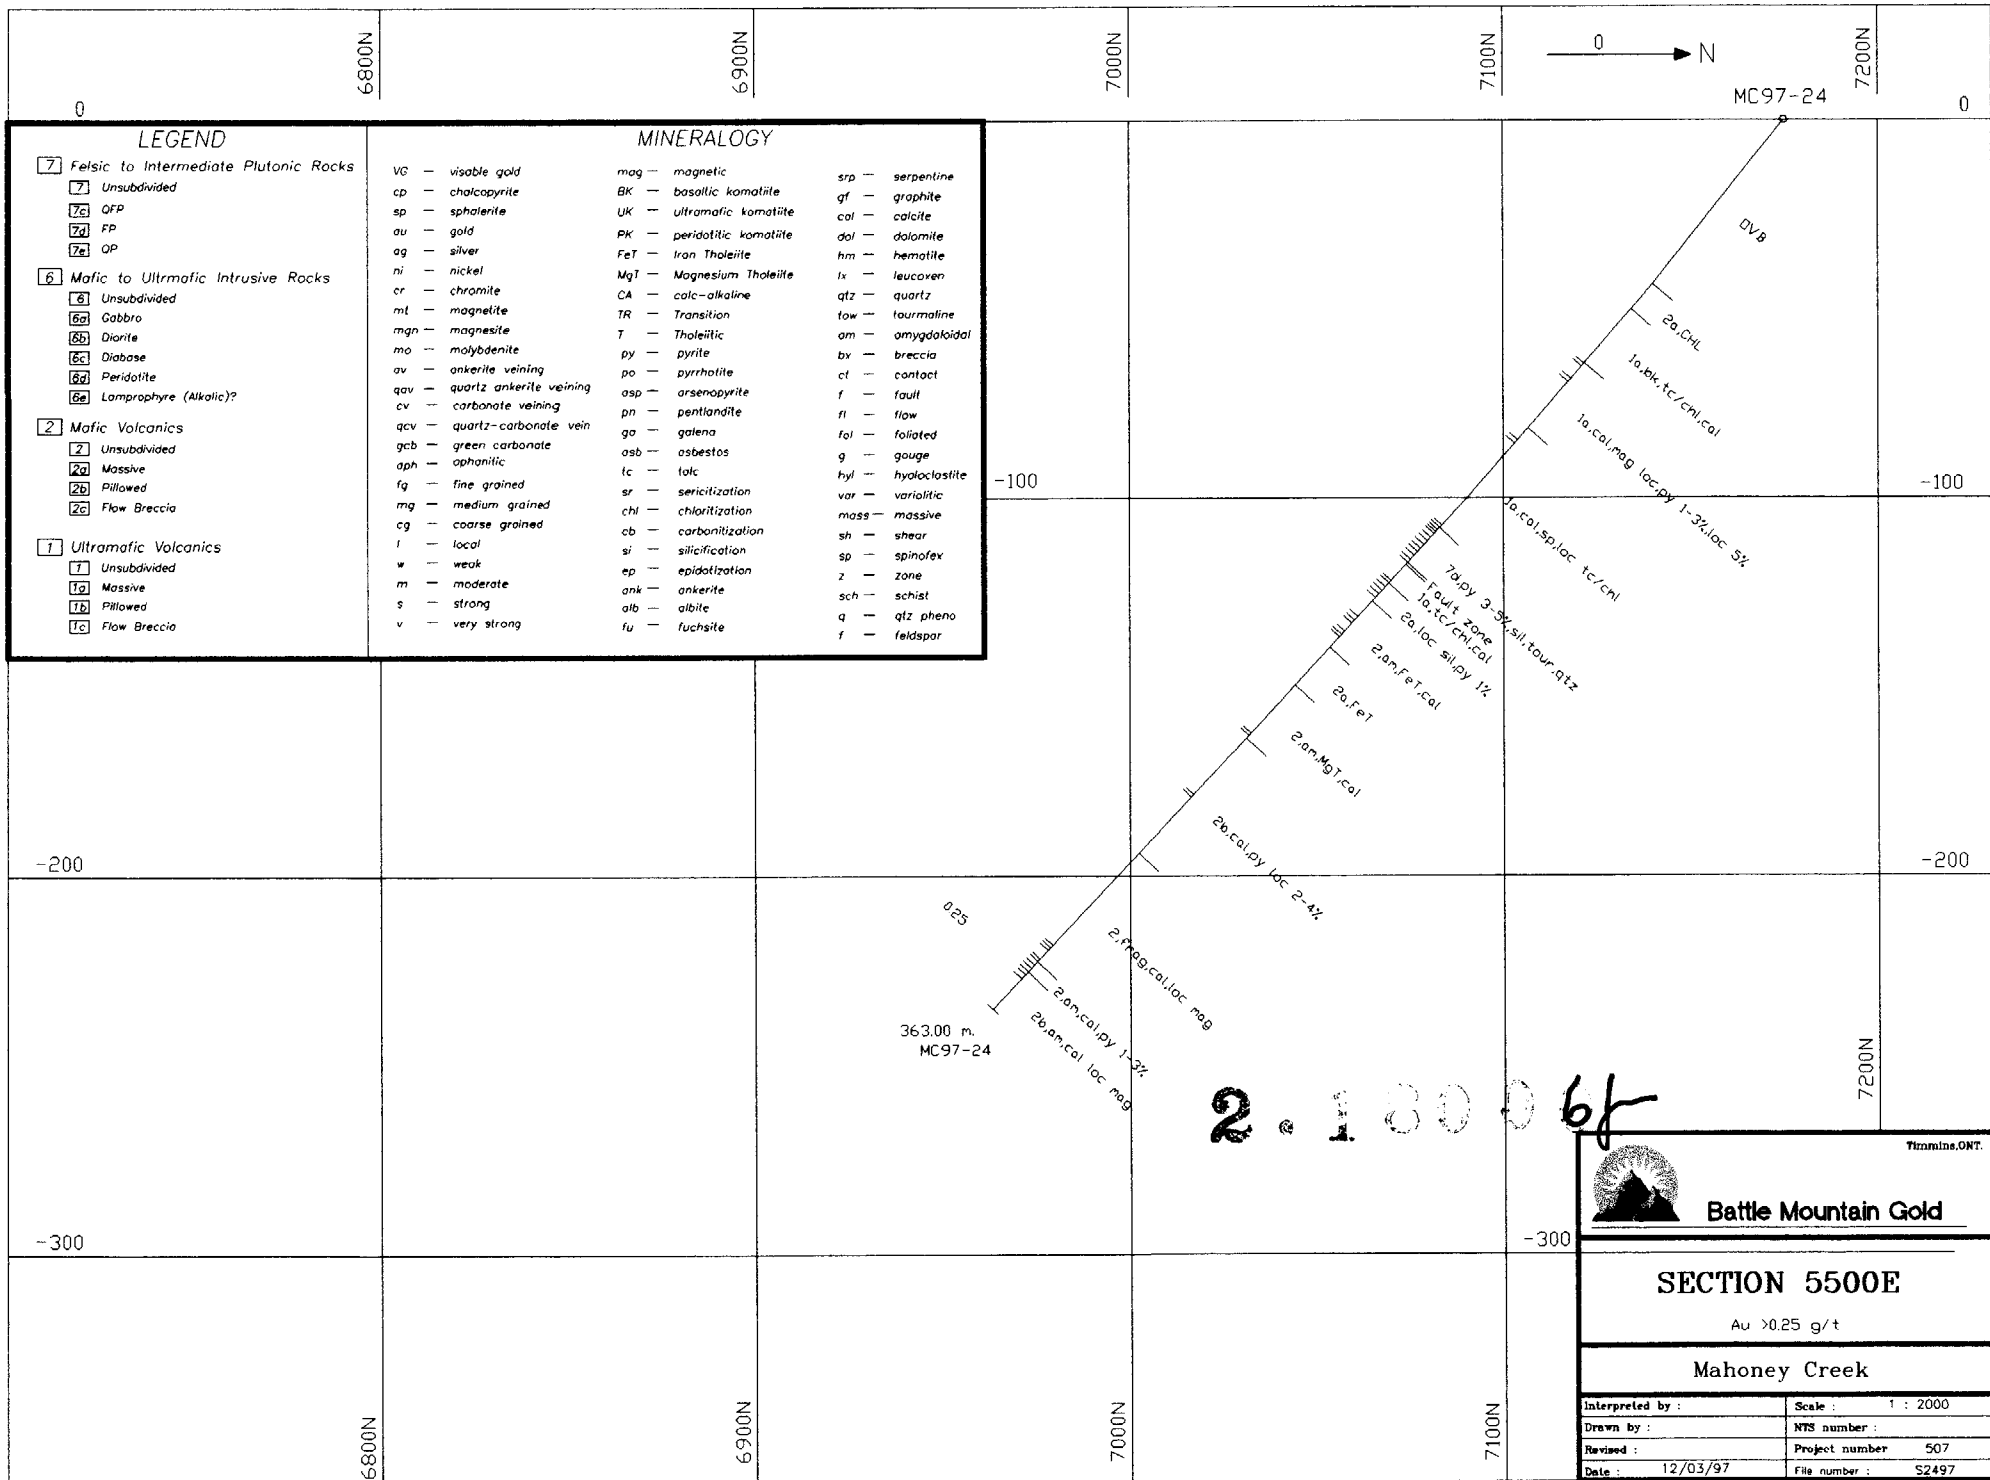 6800N
6900N
7000N
7100N
7200N
0
N
MC97-24
0
0
LEGEND
7 Felsic to Intermediate Plutonic Rocks
7 Unsubdivided
7c QFP
7d FP
7e QP
6 Mafic to Ultrmafic Intrusive Rocks
6 Unsubdivided
6a Gabbro
6b Diorite
6c Diabase
6d Peridotite
6e Lamprophyre (Alkalic)?
2 Mafic Volcanics
2 Unsubdivided
2a Massive
2b Pillowed
2c Flow Breccia
1 Ultramafic Volcanics
1 Unsubdivided
1a Massive
1b Pillowed
1c Flow Breccia
MINERALOGY
VG — visable gold
cp — chalcopyrite
sp — sphalerite
au — gold
ag — silver
ni — nickel
cr — chromite
mt — magnetite
mgn — magnesite
mo — molybdenite
av — ankerite veining
qav — quartz ankerite veining
cv — carbonate veining
qcv — quartz-carbonate vein
gcb — green carbonate
aph — aphanitic
fg — fine grained
mg — medium grained
cg — coarse grained
l — local
w — weak
m — moderate
s — strong
v — very strong
mag — magnetic
BK — basaltic komatiite
UK — ultramafic komatiite
PK — peridotitic komatiite
FeT — Iron Tholeiite
MgT — Magnesium Tholeiite
CA — calc-alkaline
TR — Transition
T — Tholeiitic
py — pyrite
po — pyrrhotite
asp — arsenopyrite
pn — pentlandite
ga — galena
asb — asbestos
tc — talc
sr — sericitization
chl — chloritization
cb — carbonitization
si — silicification
ep — epidotization
ank — ankerite
alb — albite
fu — fuchsite
srp — serpentine
gf — graphite
cal — calcite
dol — dolomite
hm — hematite
lx — leucoxen
qtz — quartz
tow — tourmaline
am — amygdaloidal
bx — breccia
ct — contact
f — fault
fl — flow
fol — foliated
g — gouge
hyl — hyaloclastite
var — variolitic
mass — massive
sh — shear
sp — spinofex
z — zone
sch — schist
q — qtz pheno
f — feldspar
OVB
2a,CHL
1a,bk,tc/chl,cal
1a,cal,mag loc,py 1-3%,loc 5%
-100
-100
1a,cal,sp,loc tc/chl
7d,py 3-5%,sil,tour,qtz
Fault zone
1a,tc/chl,cal
2a,loc sil,py 1%
2,am,FeT,cal
2a,FeT
2,am,MgT,cal
2b,cal,py loc 2-4%
-200
-200
0.25
2,frag,cal,loc mag
2,am,cal,py 1-3%
2b,am,cal loc mag
363.00 m.
MC97-24
7200N
2.1800 6
-300
-300
Timmins,ONT.
Battle Mountain Gold
SECTION 5500E
Au >0.25 g/t
Mahoney Creek
Interpreted by :
Scale : 1 : 2000
Drawn by :
NTS number :
Revised :
Project number 507
Date : 12/03/97
File number : S2497
6800N
6900N
7000N
7100N